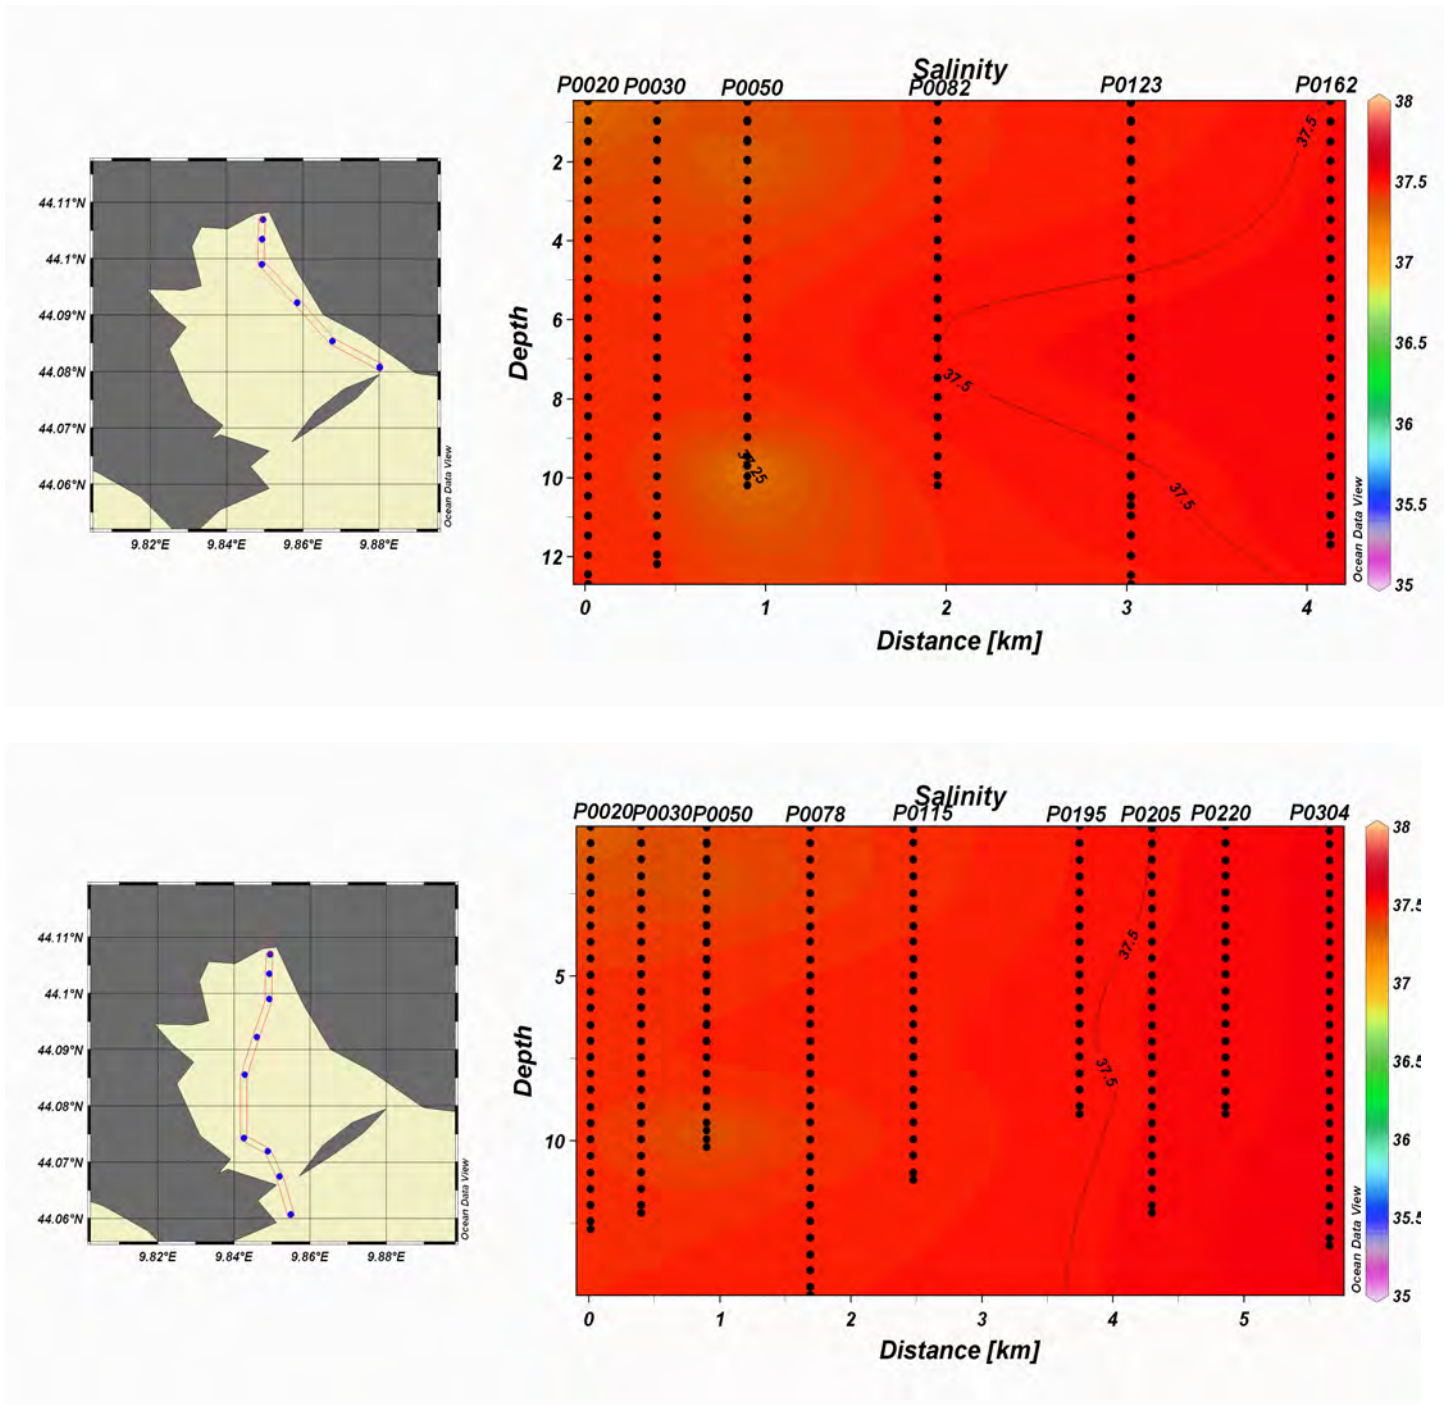 Salinity
P0020 P0030 P0050 P0082 P0123 P0162
44.11°N
44.1°N
44.09°N
44.08°N
44.07°N
44.06°N
9.82°E 9.84°E 9.86°E 9.88°E
Ocean Data View
Depth
2
4
6
8
10
12
37.5
37.5
37.25
37.5
0 1 2 3 4
Distance [km]
38
37.5
37
36.5
36
35.5
35
Ocean Data View
Salinity
P0020 P0030 P0050 P0078 P0115 P0195 P0205 P0220 P0304
44.11°N
44.1°N
44.09°N
44.08°N
44.07°N
44.06°N
9.82°E 9.84°E 9.86°E 9.88°E
Ocean Data View
Depth
5
10
37.5
37.5
0 1 2 3 4 5
Distance [km]
38
37.5
37
36.5
36
35.5
35
Ocean Data View